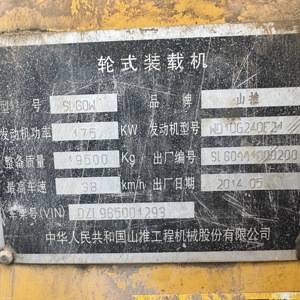 轮式装载机
型号 SL60W 品牌 山推
发动机功率 175 KW 发动机型号 WD10G240E21
整备质量 19500 Kg 出厂编号
最高车速 38 km/h 出厂日期 2014.05
车架号(VIN) DZL965001293
中华人民共和国山推工程机械股份有限公司